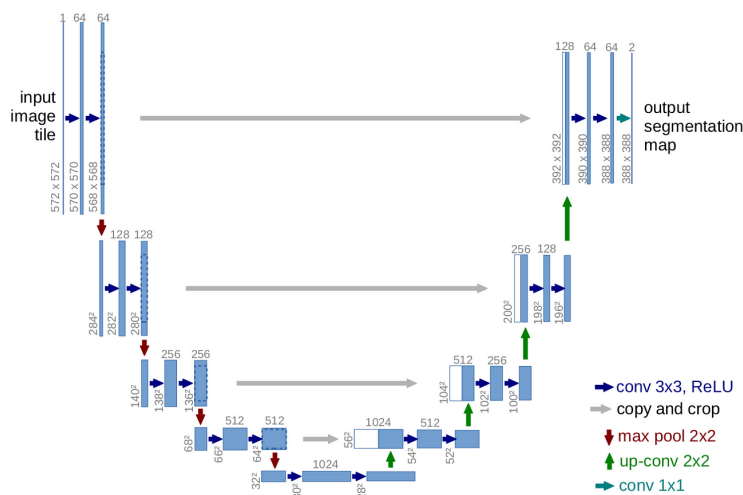 1 64 64
128 64 64 2
input
image
tile
output
segmentation
map
572 x 572
570 x 570
568 x 568
392 x 392
390 x 390
388 x 388
388 x 388
128 128
256 128
284²
282²
280²
200²
198²
196²
256 256
512 256
140²
138²
136²
104²
102²
100²
512 512
1024 512
68²
66²
64²
56²
54²
52²
1024
32²
conv 3x3, ReLU
copy and crop
max pool 2x2
up-conv 2x2
conv 1x1